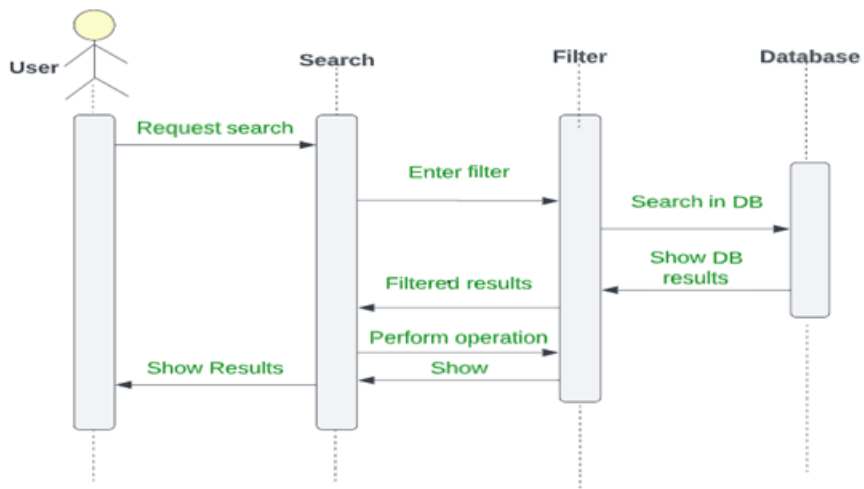 User
Search
Filter
Database
Request search
Enter filter
Search in DB
Show DB
results
Filtered results
Perform operation
Show Results
Show